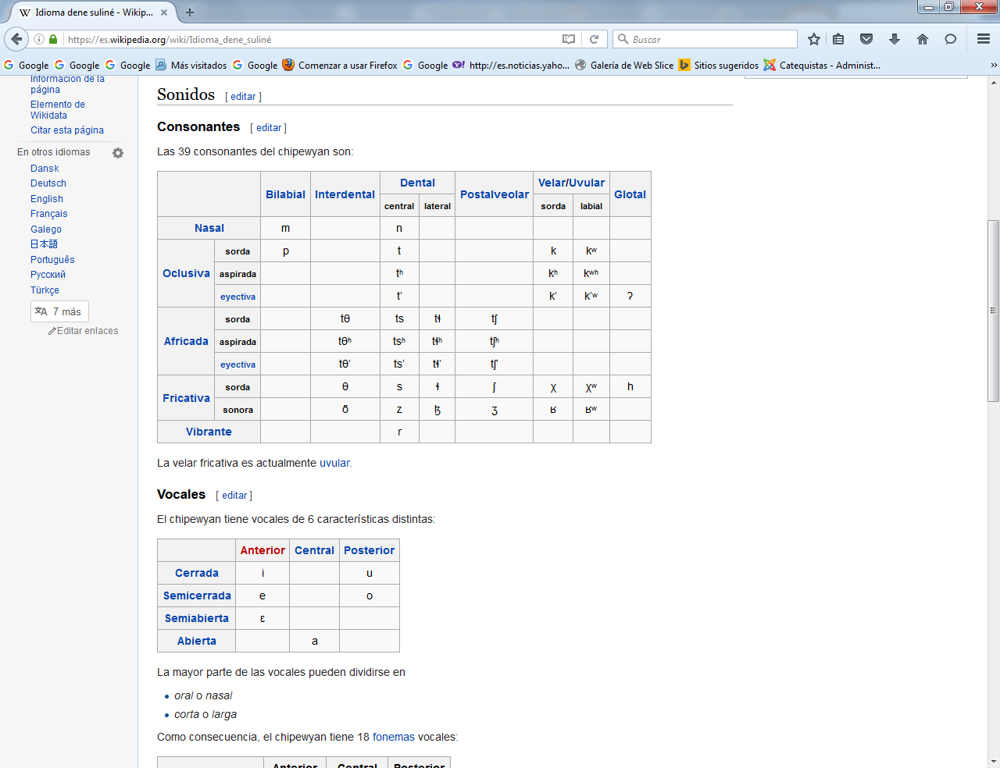 Idioma dene suliné - Wikip...
https://es.wikipedia.org/wiki/Idioma_dene_suliné
Buscar
Google Google Google Más visitados Google Comenzar a usar Firefox Google http://es.noticias.yaho... Galería de Web Slice Sitios sugeridos Catequistas - Administ... »
Información de la
página
Elemento de
Wikidata
Citar esta página
En otros idiomas
Dansk
Deutsch
English
Français
Galego
日本語
Português
Русский
Türkçe
7 más
Editar enlaces
Sonidos [ editar ]
Consonantes [ editar ]
Las 39 consonantes del chipewyan son:
Bilabial Interdental Dental Postalveolar Velar/Uvular Glotal
central lateral sorda labial
Nasal m n
Oclusiva sorda p t k kʷ
aspirada tʰ kʰ kʷʰ
eyectiva t’ k’ k’ʷ ʔ
Africada sorda tθ ts tɬ tʃ
aspirada tθʰ tsʰ tɬʰ tʃʰ
eyectiva tθ’ ts’ tɬ’ tʃ’
Fricativa sorda θ s ɬ ʃ χ χʷ h
sonora ð z ɮ ʒ ʁ ʁʷ
Vibrante r
La velar fricativa es actualmente uvular.
Vocales [ editar ]
El chipewyan tiene vocales de 6 características distintas:
Anterior Central Posterior
Cerrada i u
Semicerrada e o
Semiabierta ɛ
Abierta a
La mayor parte de las vocales pueden dividirse en
• oral o nasal
• corta o larga
Como consecuencia, el chipewyan tiene 18 fonemas vocales:
Anterior Central Posterior